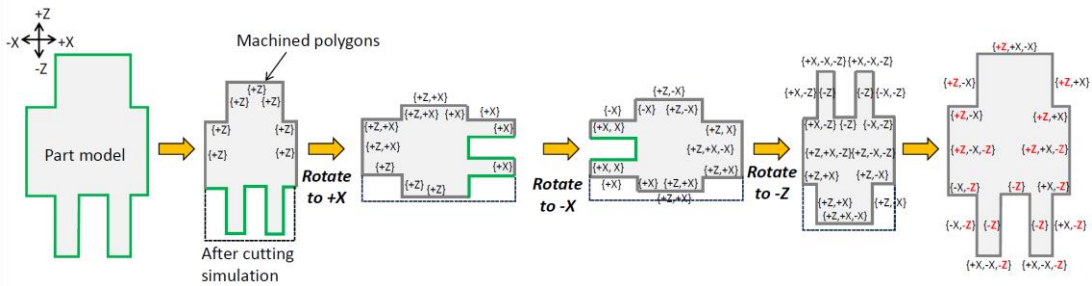 +Z
-X +X
-Z
Part model
Machined polygons
{+Z}
{+Z} {+Z}
{+Z} {+Z}
{+Z} {+Z}
After cutting
simulation
Rotate
to +X
{+Z,+X}
{+Z,+X} {+X} {+X}
{+Z,+X} {+X}
{+Z,+X}
{+X}
{+Z} {+Z}
{+Z}
Rotate
to -X
{+Z,-X}
{-X} {-X} {+Z,-X}
{+X, X} {+Z, X}
{+Z,+X,-X}
{+X, X} {+Z,+X}
{+X} {+X} {+Z,+X}
{+Z,+X}
Rotate
to -Z
{+X,-X,-Z} {+X,-X,-Z}
{+X,-Z} {-Z} {-Z} {-X,-Z}
{+X,-Z} {-Z} {-X,-Z}
{+Z,+X,-Z} {+Z,-X,-Z}
{+Z,+X} {+Z,-X}
{+Z,+X} {+Z,-X}
{+Z,+X,-X}
{+Z,+X,-X}
{+Z,-X} {+Z,+X}
{+Z,-X} {+Z,+X}
{+Z,-X,-Z} {+Z,+X,-Z}
{-X,-Z} {-Z} {+X,-Z}
{-X,-Z} {-Z} {-Z} {+X,-Z}
{+X,-X,-Z} {+X,-X,-Z}